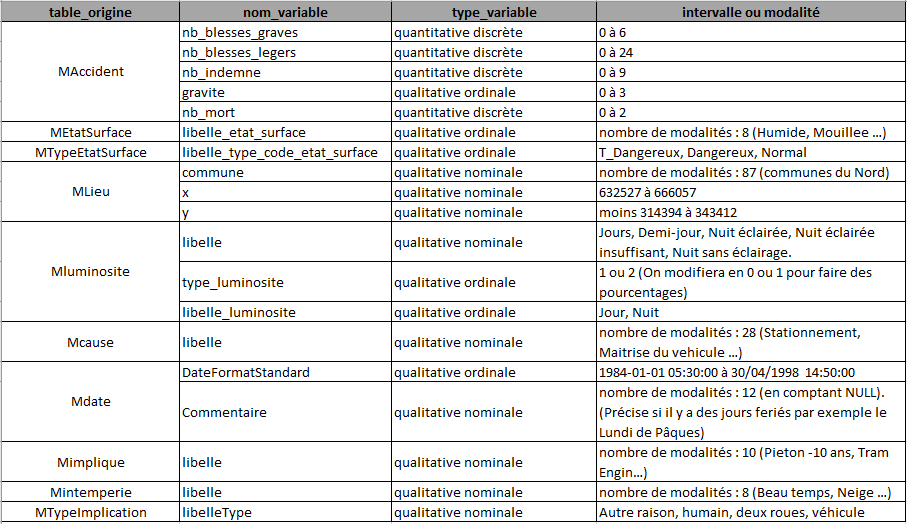 table_origine nom_variable type_variable intervalle ou modalité
MAccident
nb_blesses_graves quantitative discrète 0 à 6
nb_blesses_legers quantitative discrète 0 à 24
nb_indemne quantitative discrète 0 à 9
gravite qualitative ordinale 0 à 3
nb_mort quantitative discrète 0 à 2
MEtatSurface libelle_etat_surface qualitative ordinale nombre de modalités : 8 (Humide, Mouillee ...)
MTypeEtatSurface libelle_type_code_etat_surface qualitative ordinale T_Dangereux, Dangereux, Normal
MLieu
commune qualitative nominale nombre de modalités : 87 (communes du Nord)
x qualitative nominale 632527 à 666057
y qualitative nominale moins 314394 à 343412
Mluminosite
libelle qualitative nominale Jours, Demi-jour, Nuit éclairée, Nuit éclairée
insuffisant, Nuit sans éclairage.
type_luminosite qualitative ordinale 1 ou 2 (On modifiera en 0 ou 1 pour faire des
pourcentages)
libelle_luminosite qualitative ordinale Jour, Nuit
Mcause libelle qualitative nominale nombre de modalités : 28 (Stationnement,
Maitrise du vehicule ...)
Mdate
DateFormatStandard qualitative ordinale 1984-01-01 05:30:00 à 30/04/1998 14:50:00
Commentaire qualitative nominale nombre de modalités : 12 (en comptant NULL).
(Précise si il y a des jours feriés par exemple le
Lundi de Pâques)
Mimplique libelle qualitative nominale nombre de modalités : 10 (Pieton -10 ans, Tram
Engin...)
Mintemperie libelle qualitative nominale nombre de modalités : 8 (Beau temps, Neige ...)
MTypeImplication libelleType qualitative nominale Autre raison, humain, deux roues, véhicule